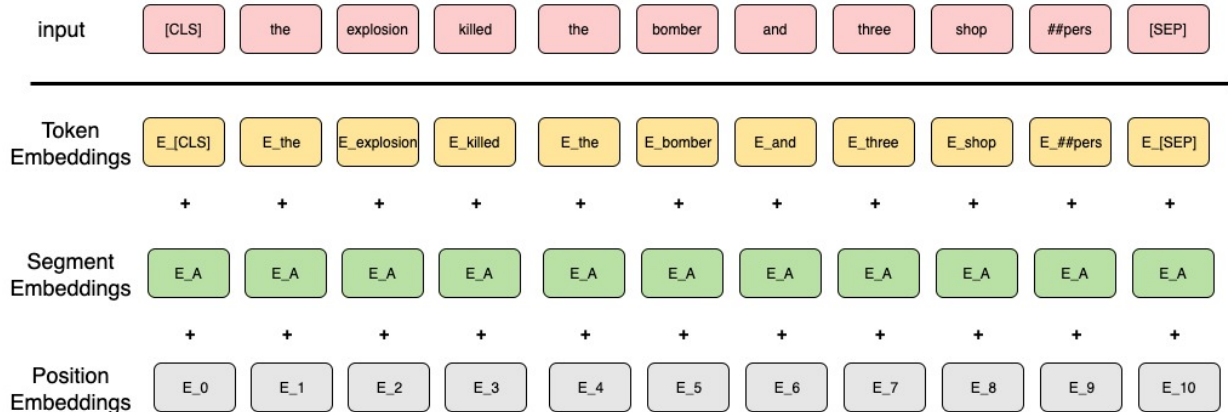 input [CLS] the explosion killed the bomber and three shop ##pers [SEP]
Token
Embeddings
E_[CLS] E_the E_explosion E_killed E_the E_bomber E_and E_three E_shop E_##pers E_[SEP]
+ + + + + + + + + + +
Segment
Embeddings
E_A E_A E_A E_A E_A E_A E_A E_A E_A E_A E_A
+ + + + + + + + + + +
Position
Embeddings
E_0 E_1 E_2 E_3 E_4 E_5 E_6 E_7 E_8 E_9 E_10